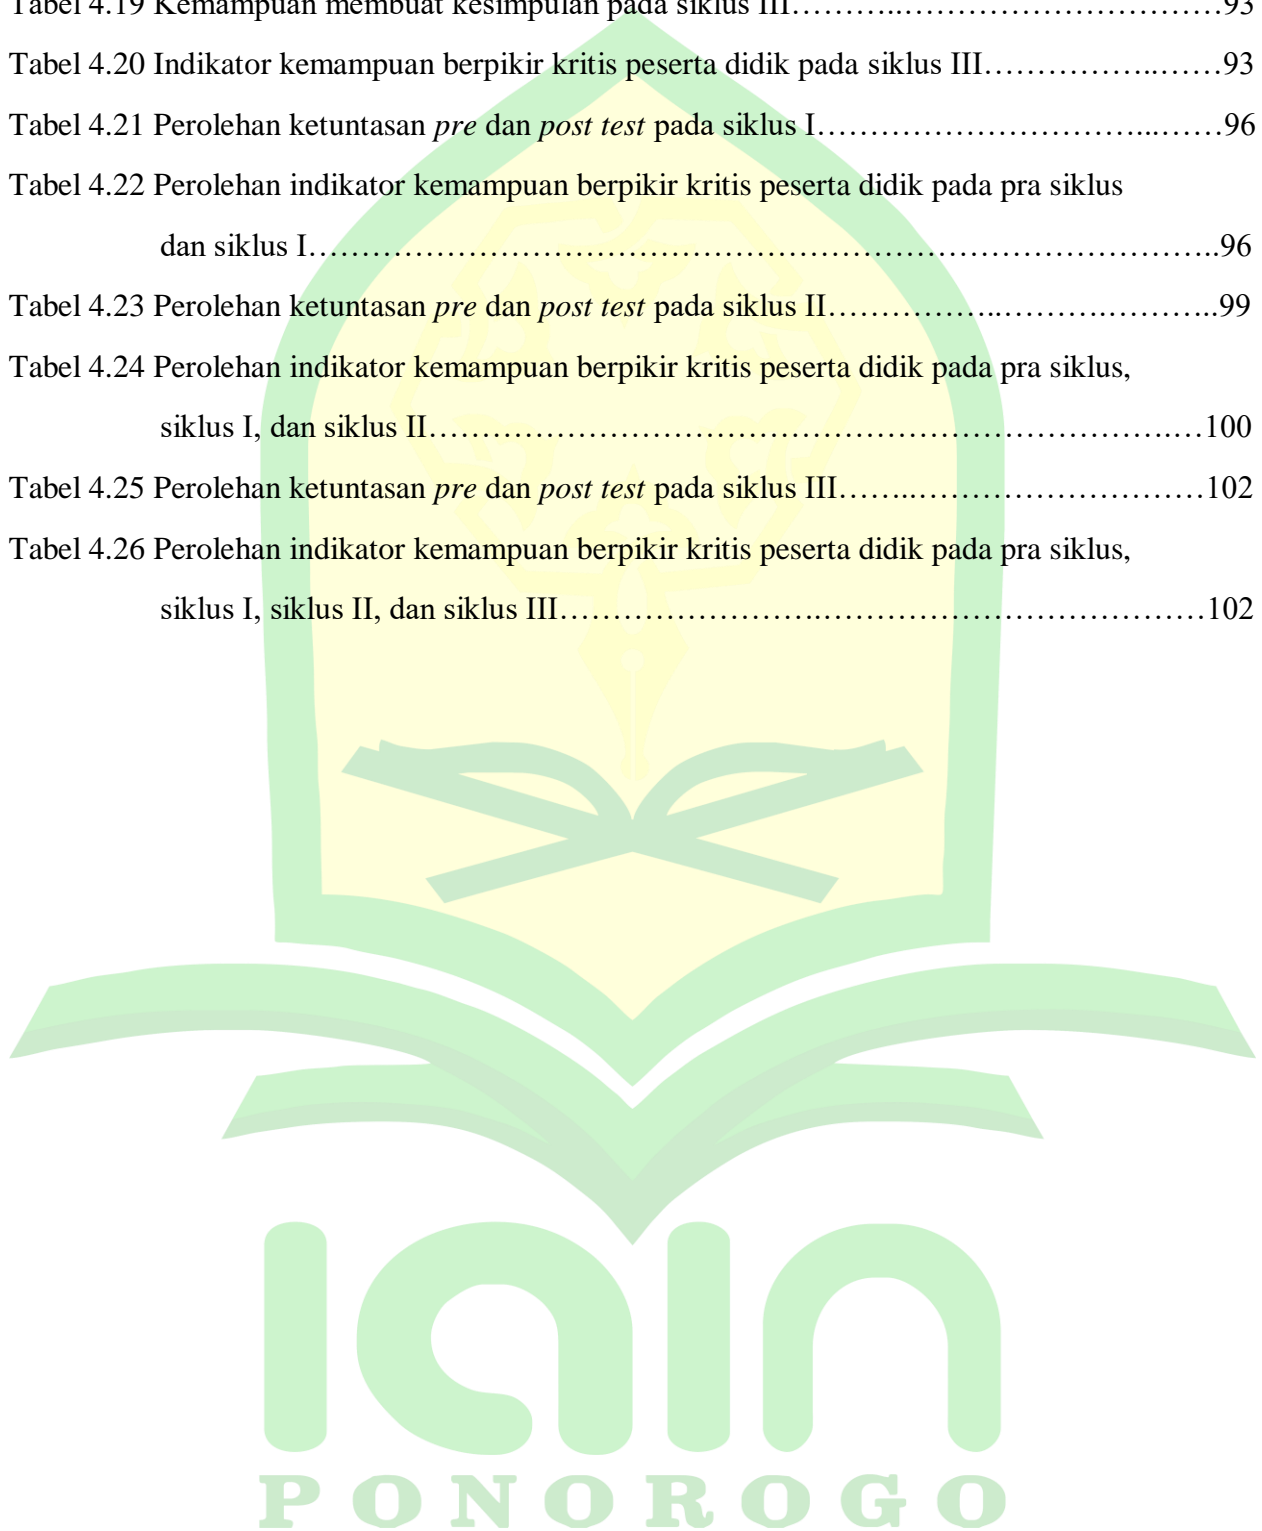 Tabel 4.19 Kemampuan membuat kesimpulan pada siklus III………..…………………………93
Tabel 4.20 Indikator kemampuan berpikir kritis peserta didik pada siklus III……………..……93
Tabel 4.21 Perolehan ketuntasan pre dan post test pada siklus I…………………………...……96
Tabel 4.22 Perolehan indikator kemampuan berpikir kritis peserta didik pada pra siklus
dan siklus I……………………………………………………………………………..96
Tabel 4.23 Perolehan ketuntasan pre dan post test pada siklus II……………..……….………..99
Tabel 4.24 Perolehan indikator kemampuan berpikir kritis peserta didik pada pra siklus,
siklus I, dan siklus II……………………………………………………………….…100
Tabel 4.25 Perolehan ketuntasan pre dan post test pada siklus III……..………………………102
Tabel 4.26 Perolehan indikator kemampuan berpikir kritis peserta didik pada pra siklus,
siklus I, siklus II, dan siklus III…………………….………………………………102
iain
PONOROGO